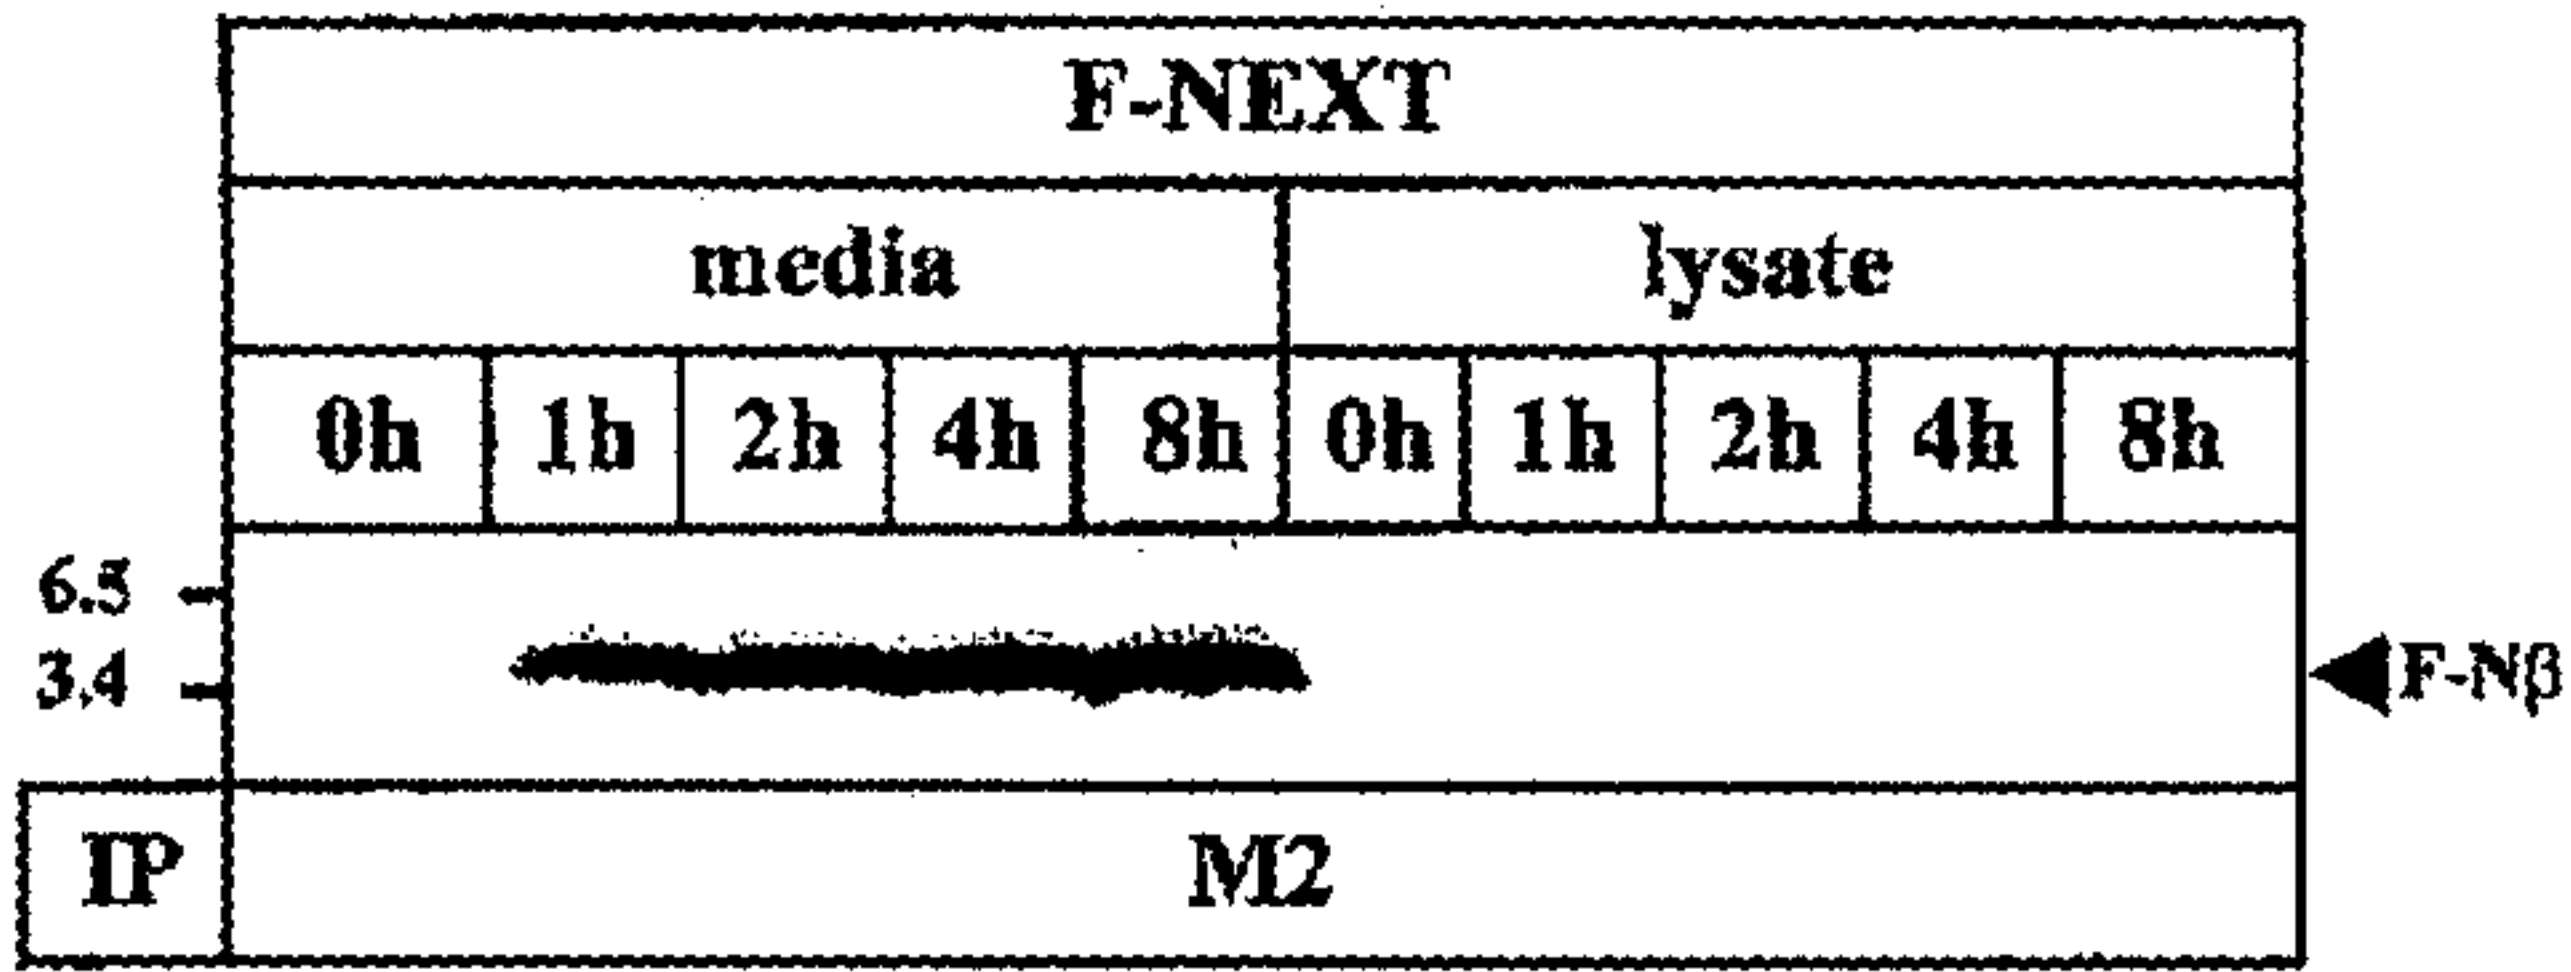 F-NEXT
media lysate
0h 1h 2h 4h 8h 0h 1h 2h 4h 8h
6.5
3.4
F-Nβ
IP M2